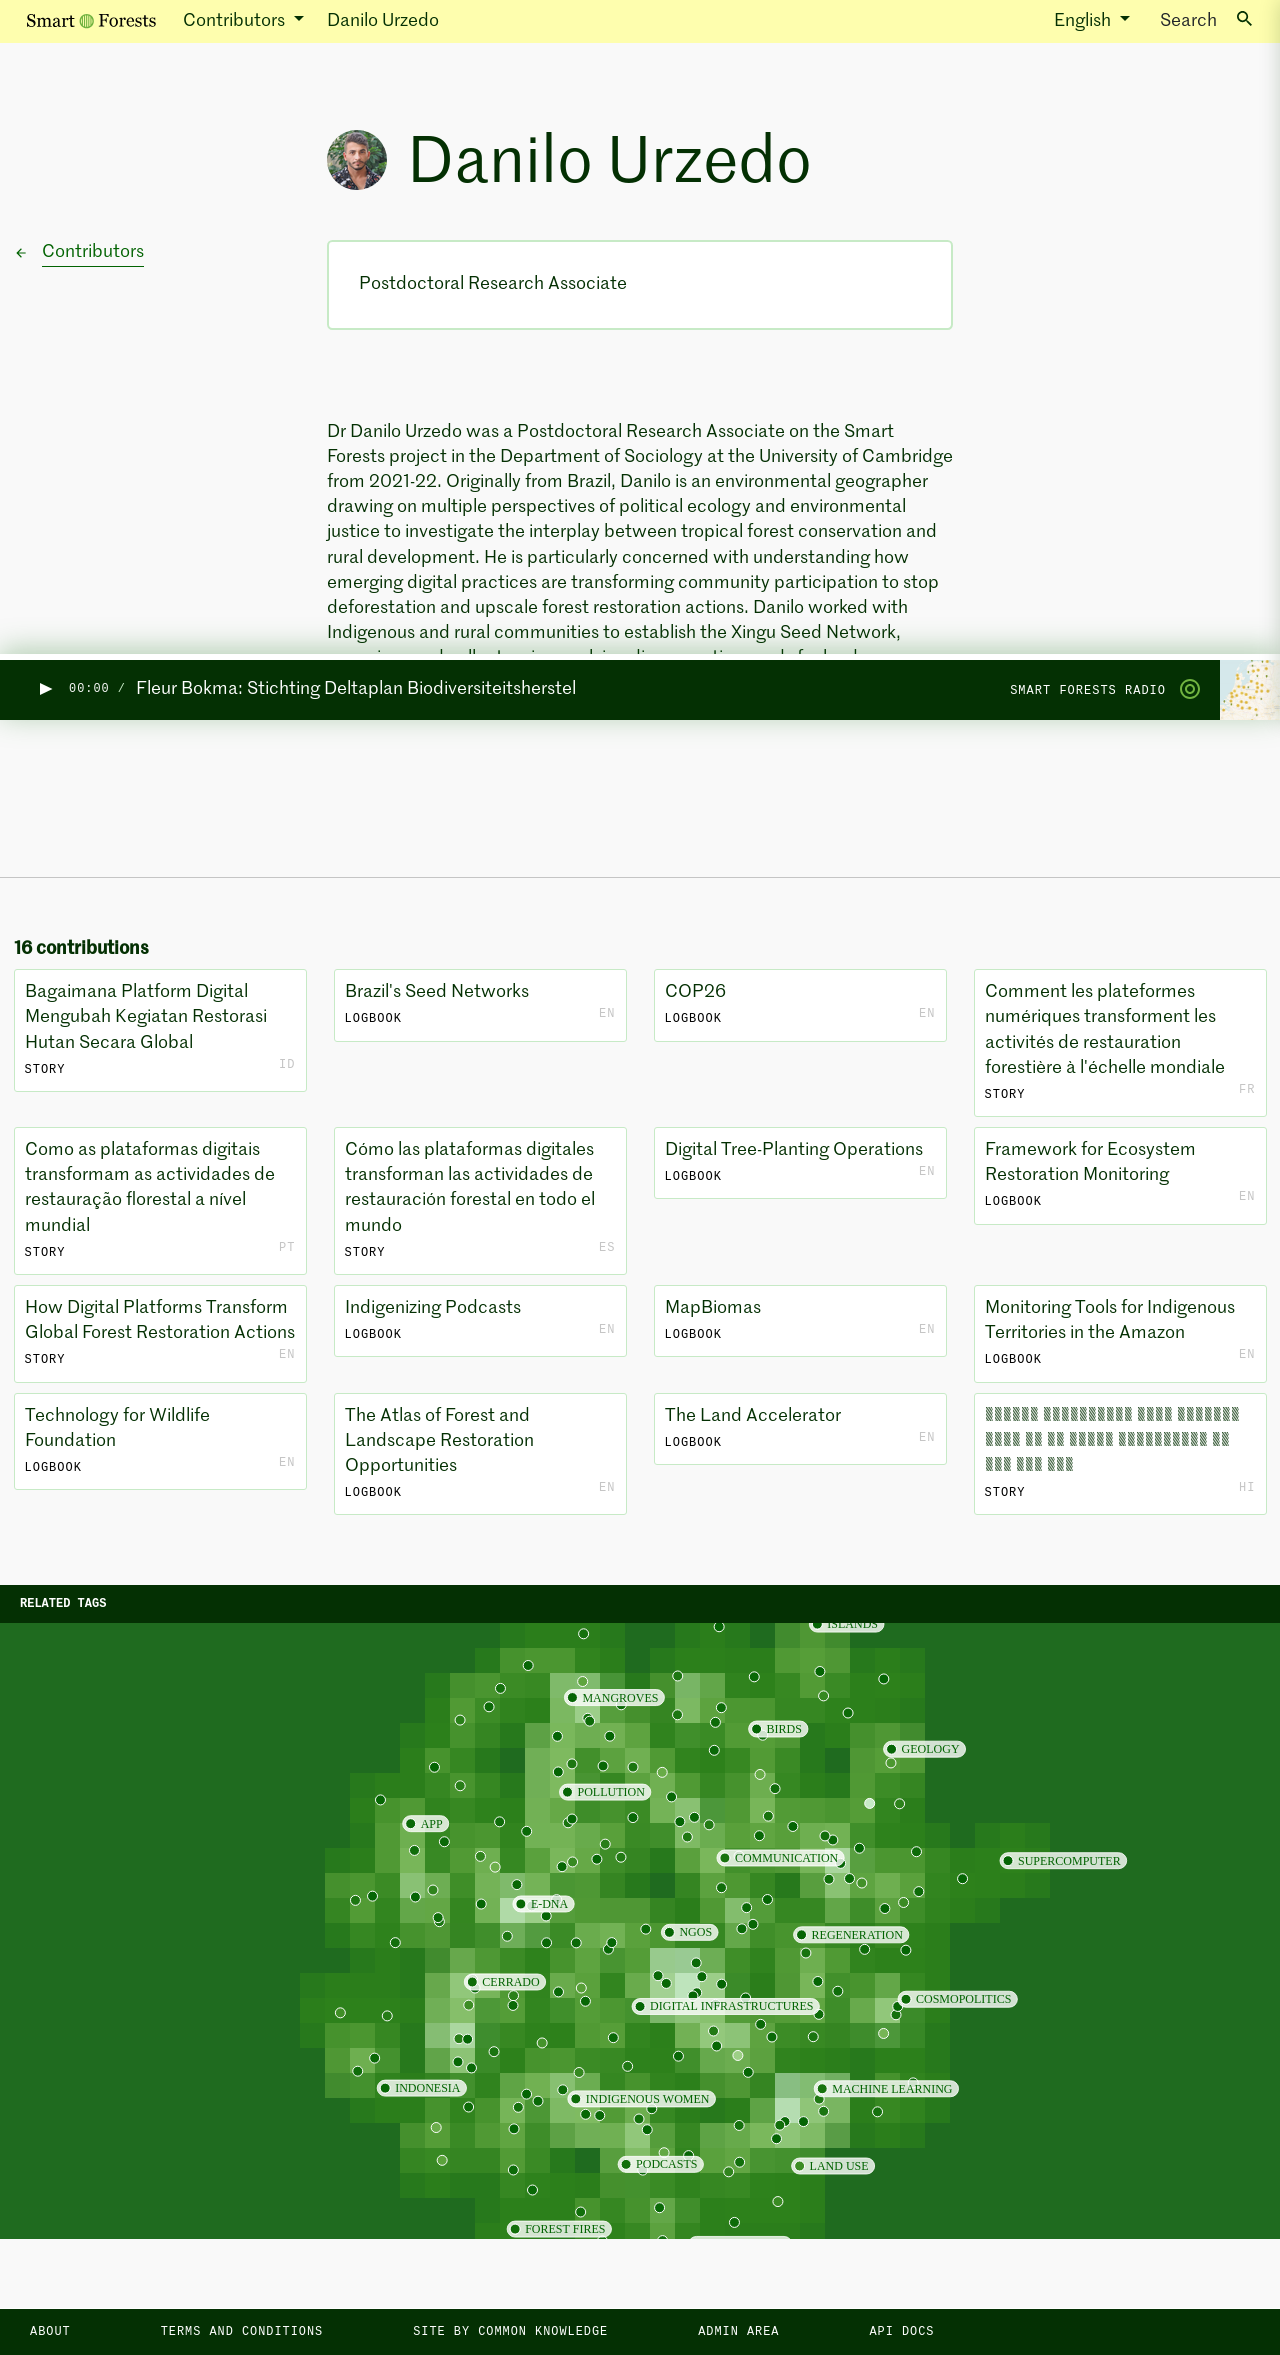 Smart Forests Contributors Danilo Urzedo English Search
Danilo Urzedo
Contributors
Postdoctoral Research Associate
Dr Danilo Urzedo was a Postdoctoral Research Associate on the Smart
Forests project in the Department of Sociology at the University of Cambridge
from 2021-22. Originally from Brazil, Danilo is an environmental geographer
drawing on multiple perspectives of political ecology and environmental
justice to investigate the interplay between tropical forest conservation and
rural development. He is particularly concerned with understanding how
emerging digital practices are transforming community participation to stop
deforestation and upscale forest restoration actions. Danilo worked with
Indigenous and rural communities to establish the Xingu Seed Network,
00:00 / Fleur Bokma: Stichting Deltaplan Biodiversiteitsherstel
SMART FORESTS RADIO
16 contributions
Bagaimana Platform Digital
Mengubah Kegiatan Restorasi
Hutan Secara Global
STORY ID
Brazil's Seed Networks
LOGBOOK EN
COP26
LOGBOOK EN
Comment les plateformes
numériques transforment les
activités de restauration
forestière à l'échelle mondiale
STORY FR
Como as plataformas digitais
transformam as actividades de
restauração florestal a nível
mundial
STORY PT
Cómo las plataformas digitales
transforman las actividades de
restauración forestal en todo el
mundo
STORY ES
Digital Tree-Planting Operations
LOGBOOK EN
Framework for Ecosystem
Restoration Monitoring
LOGBOOK EN
How Digital Platforms Transform
Global Forest Restoration Actions
STORY EN
Indigenizing Podcasts
LOGBOOK EN
MapBiomas
LOGBOOK EN
Monitoring Tools for Indigenous
Territories in the Amazon
LOGBOOK EN
Technology for Wildlife
Foundation
LOGBOOK EN
The Atlas of Forest and
Landscape Restoration
Opportunities
LOGBOOK EN
The Land Accelerator
LOGBOOK EN
STORY HI
RELATED TAGS
ISLANDS
MANGROVES
BIRDS
GEOLOGY
POLLUTION
APP
COMMUNICATION
SUPERCOMPUTER
E-DNA
NGOS
REGENERATION
CERRADO
DIGITAL INFRASTRUCTURES
COSMOPOLITICS
INDONESIA
INDIGENOUS WOMEN
MACHINE LEARNING
PODCASTS
LAND USE
FOREST FIRES
ABOUT TERMS AND CONDITIONS SITE BY COMMON KNOWLEDGE ADMIN AREA API DOCS